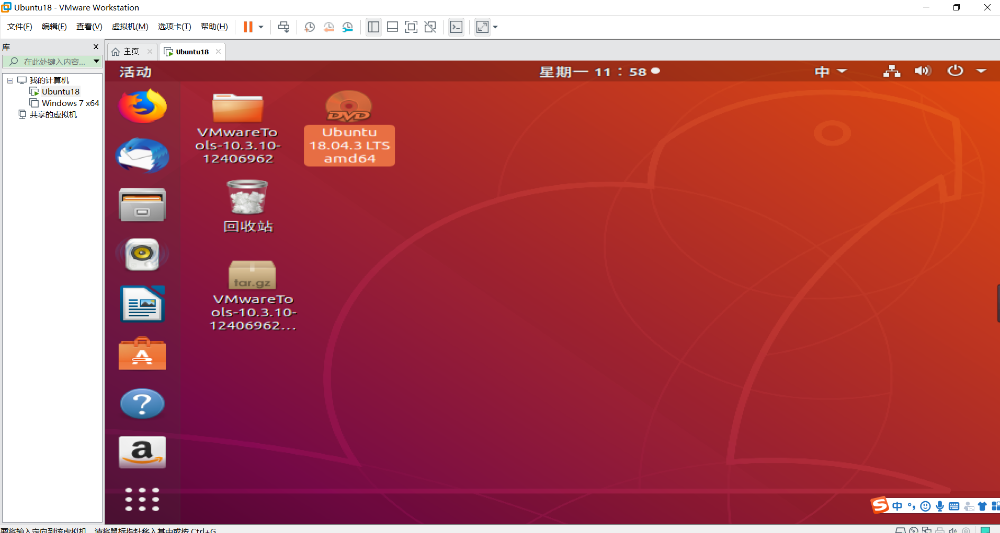 Ubuntu18 - VMware Workstation
文件(F) 编辑(E) 查看(V) 虚拟机(M) 选项卡(T) 帮助(H)
库
主页
Ubuntu18
在此处键入内容...
我的计算机
Ubuntu18
Windows 7 x64
共享的虚拟机
活动
星期一 11：58
中
VMwareTo
ols-10.3.10-
12406962
DVD
Ubuntu
18.04.3 LTS
amd64
回收站
tar.gz
VMwareTo
ols-10.3.10-
12406962...
a
S 中
要将输入定向到该虚拟机，请将鼠标指针移入其中或按 Ctrl+G。